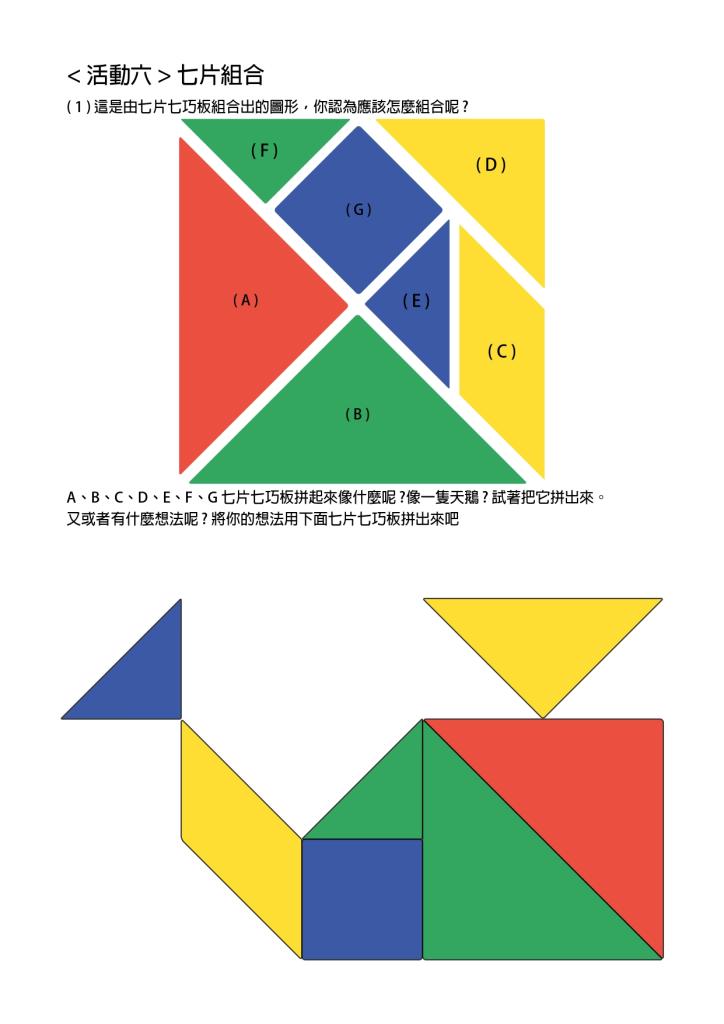 < 活動六 > 七片組合
( 1 ) 這是由七片七巧板組合出的圖形，你認為應該怎麼組合呢 ?
( F )
( D )
( G )
( A )
( E )
( C )
( B )
A、B、C、D、E、F、G 七片七巧板拼起來像什麼呢 ?像一隻天鵝 ? 試著把它拼出來。
又或者有什麼想法呢 ? 將你的想法用下面七片七巧板拼出來吧